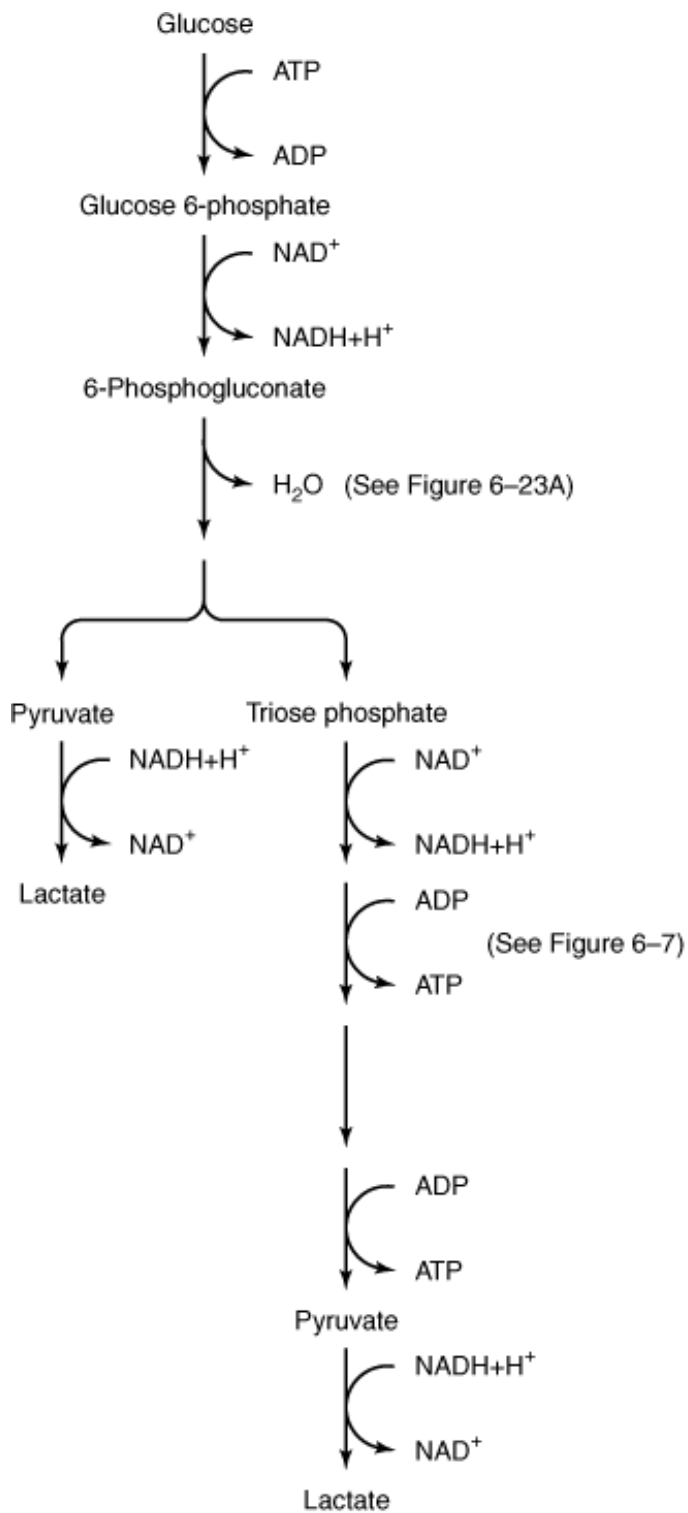 Glucose
ATP
ADP
Glucose 6-phosphate
NAD⁺
NADH+H⁺
6-Phosphogluconate
H₂O (See Figure 6–23A)
Pyruvate Triose phosphate
NADH+H⁺ NAD⁺
NAD⁺ NADH+H⁺
Lactate
ADP
(See Figure 6–7)
ATP
ADP
ATP
Pyruvate
NADH+H⁺
NAD⁺
Lactate